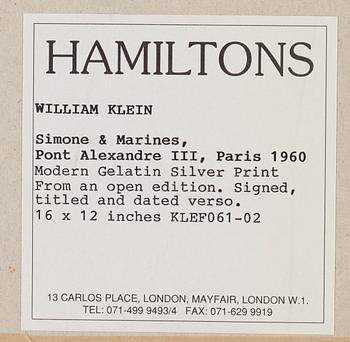 HAMILTONS
WILLIAM KLEIN
Simone & Marines,
Pont Alexandre III, Paris 1960
Modern Gelatin Silver Print
From an open edition. Signed,
titled and dated verso.
16 x 12 inches KLEF061-02
13 CARLOS PLACE, LONDON, MAYFAIR, LONDON W.1.
TEL: 071-499 9493/4 FAX: 071-629 9919